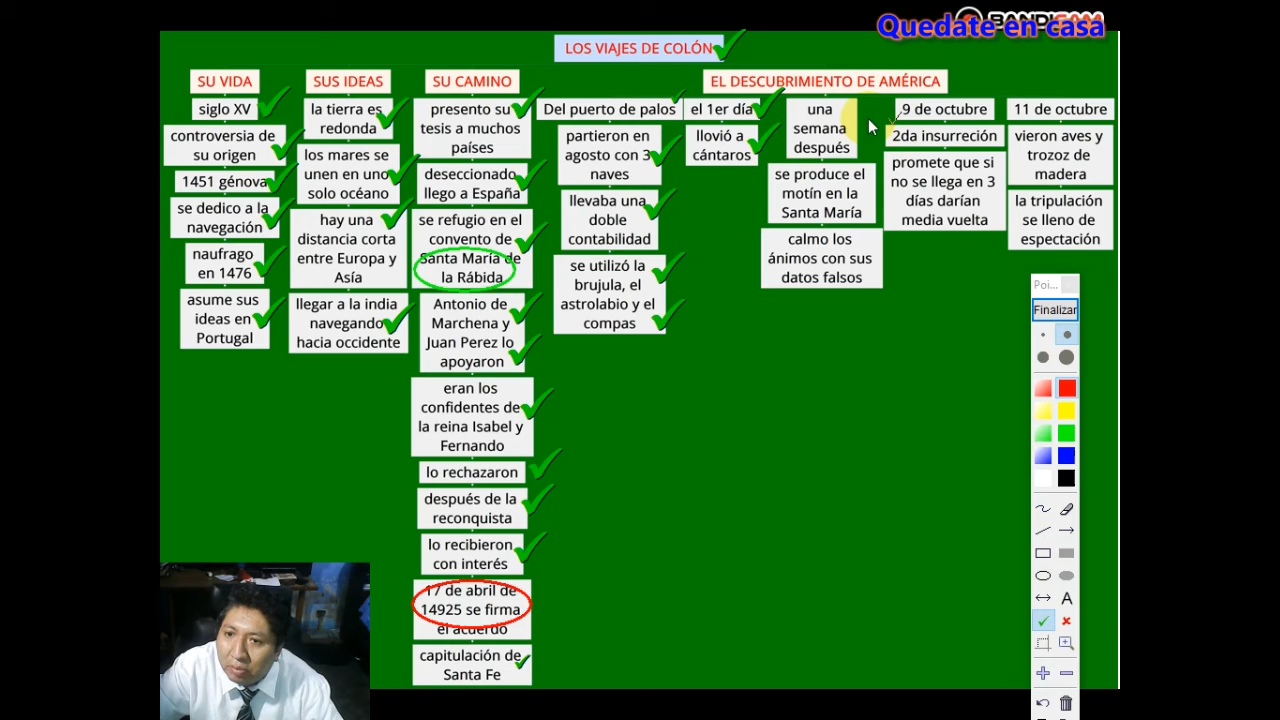 BANDICAM
Quedate en casa
LOS VIAJES DE COLÓN
SU VIDA
siglo XV
controversia de
su origen
1451 génova
se dedico a la
navegación
naufrago
en 1476
asume sus
ideas en
Portugal
SUS IDEAS
la tierra es
redonda
los mares se
unen en uno
solo océano
hay una
distancia corta
entre Europa y
Asía
llegar a la india
navegando
hacia occidente
SU CAMINO
presento su
tesis a muchos
países
deseccionado
llego a España
se refugio en el
convento de
Santa María de
la Rábida
Antonio de
Marchena y
Juan Perez lo
apoyaron
eran los
confidentes de
la reina Isabel y
Fernando
lo rechazaron
después de la
reconquista
lo recibieron
con interés
17 de abril de
14925 se firma
el acuerdo
capitulación de
Santa Fe
EL DESCUBRIMIENTO DE AMÉRICA
Del puerto de palos
partieron en
agosto con 3
naves
llevaba una
doble
contabilidad
se utilizó la
brujula, el
astrolabio y el
compas
el 1er día
llovió a
cántaros
una
semana
después
se produce el
motín en la
Santa María
calmo los
ánimos con sus
datos falsos
9 de octubre
2da insurreción
promete que si
no se llega en 3
días darían
media vuelta
11 de octubre
vieron aves y
trozoz de
madera
la tripulación
se lleno de
espectación
Poi...
Finalizar
A